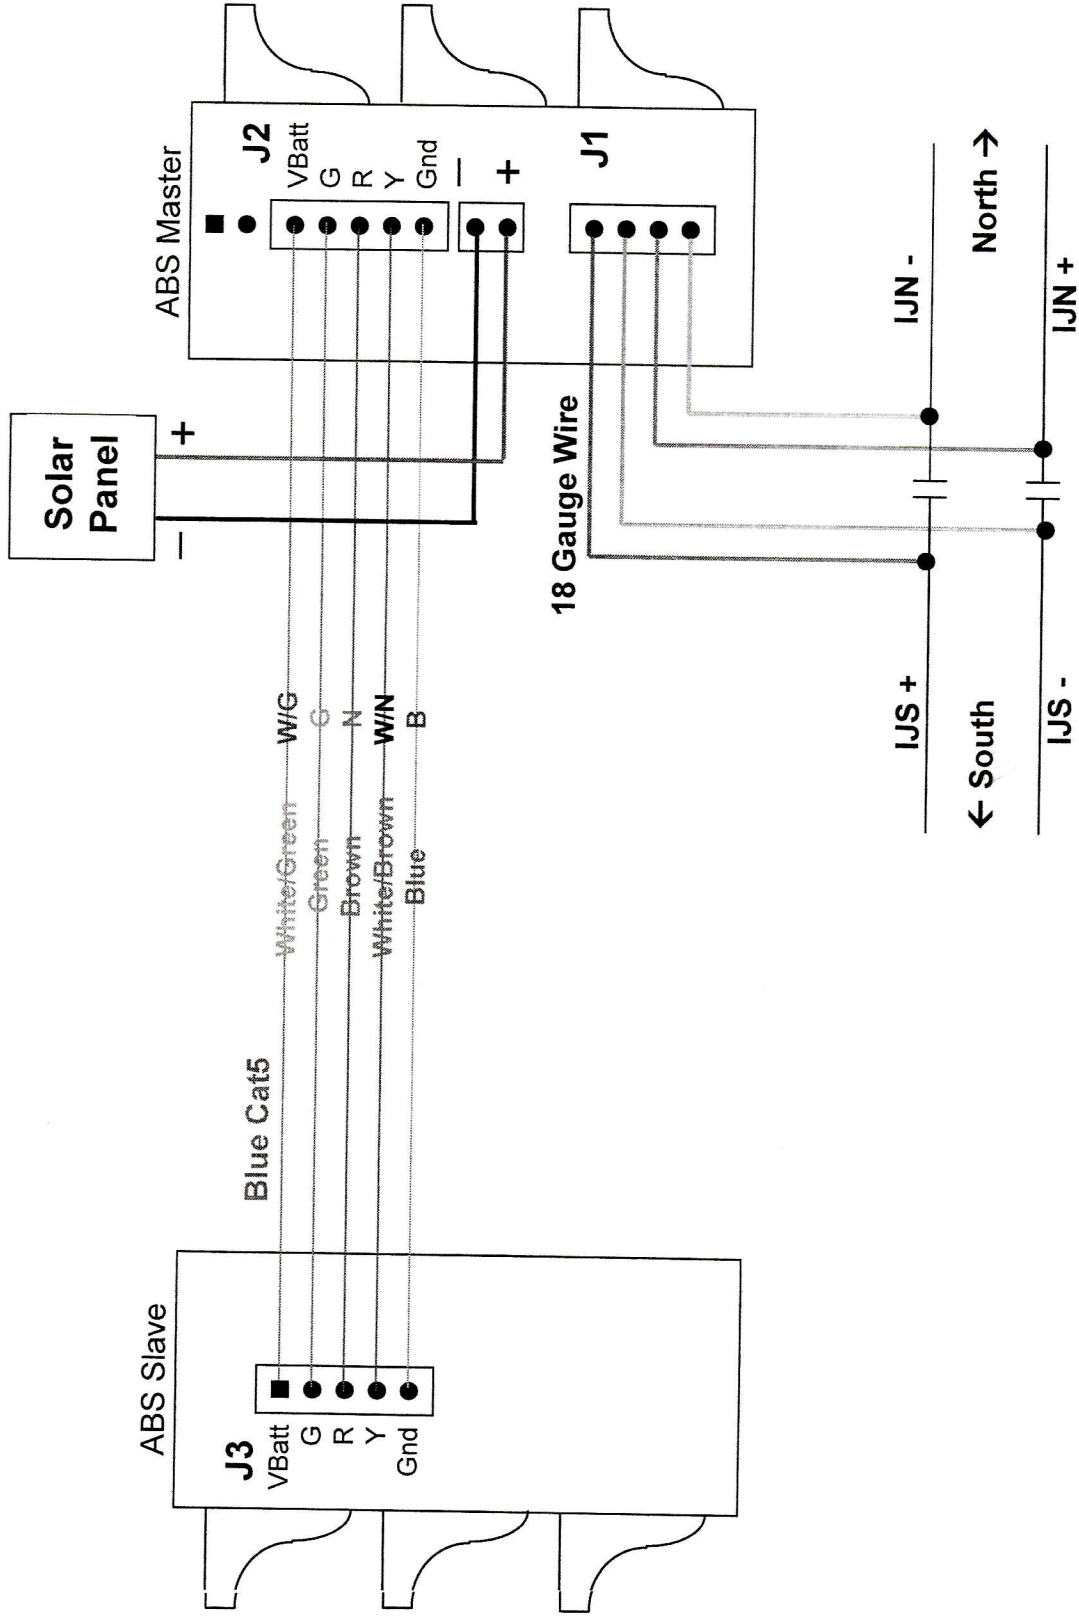 Solar
Panel
−
+
ABS Slave
J3
VBatt
G
R
Y
Gnd
Blue Cat5
White/Green W/G
Green G
Brown N
White/Brown W/N
Blue B
ABS Master
J2
VBatt
G
R
Y
Gnd
−
+
J1
18 Gauge Wire
IJS +
IJN -
← South
North →
IJS -
IJN +